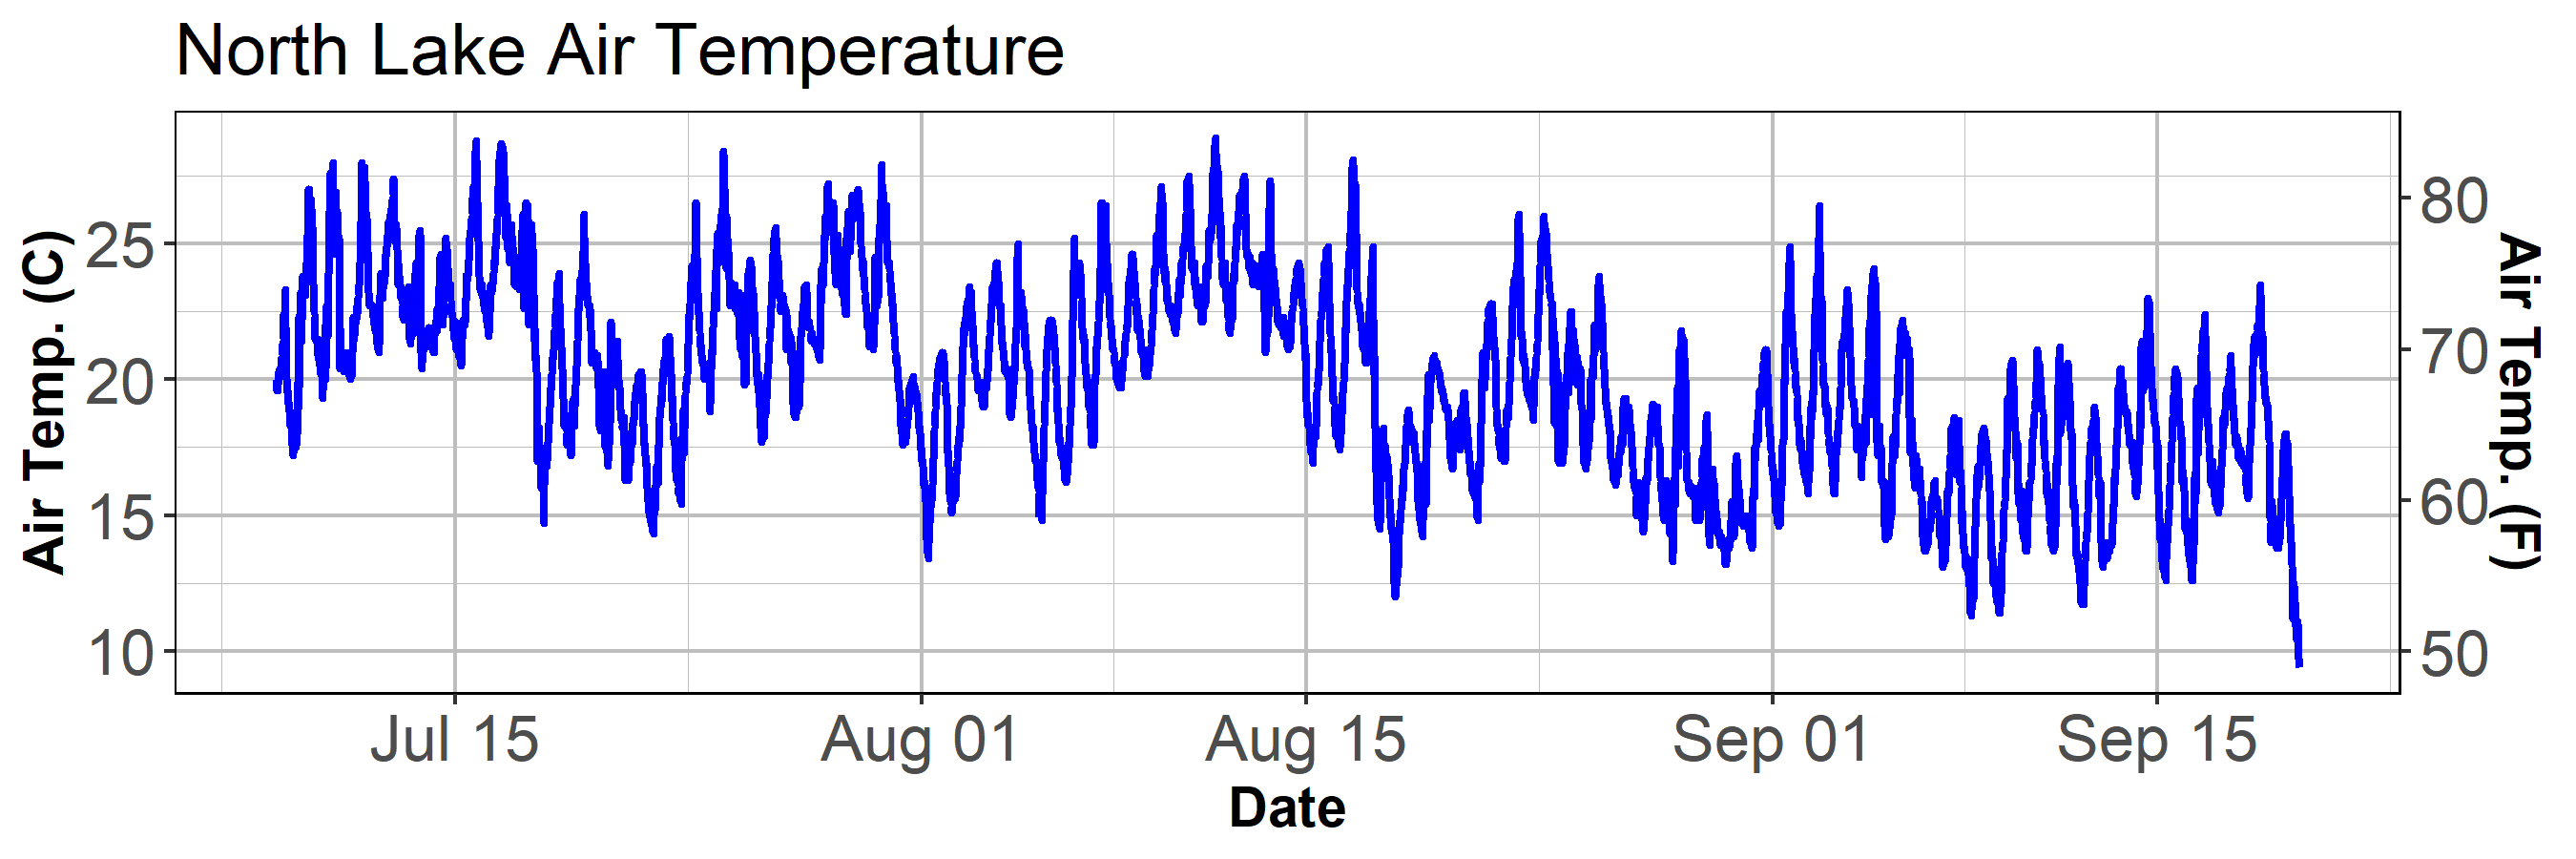 North Lake Air Temperature
Air Temp. (C)
25
20
15
10
80
70
60
50
Air Temp. (F)
Jul 15
Aug 01
Aug 15
Sep 01
Sep 15
Date